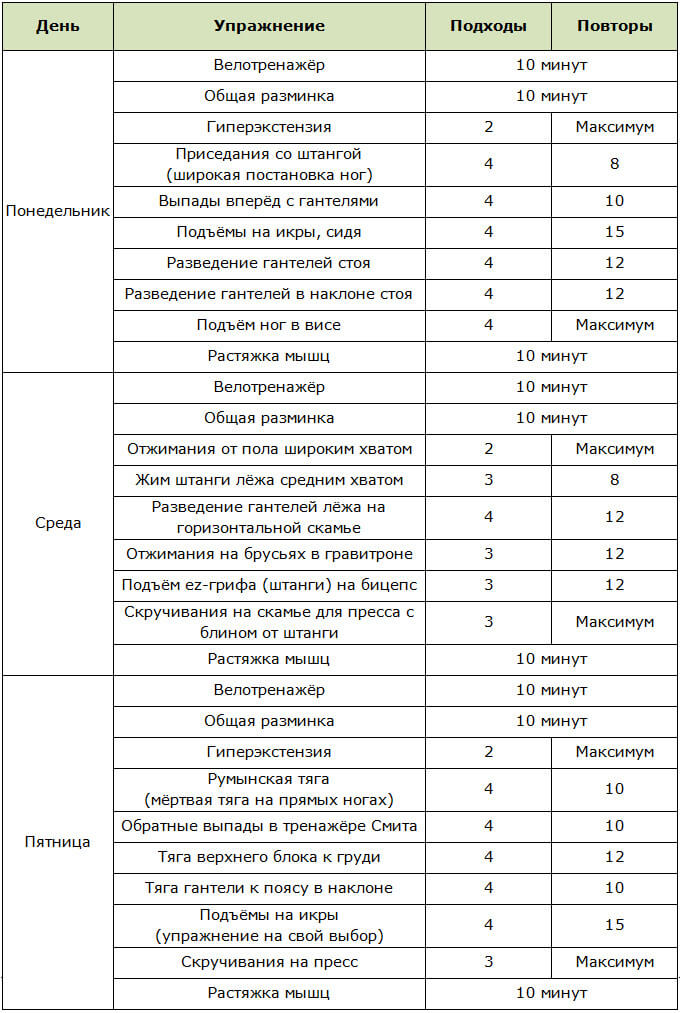 День Упражнение Подходы Повторы
Понедельник
Велотренажёр 10 минут
Общая разминка 10 минут
Гиперэкстензия 2 Максимум
Приседания со штангой
(широкая постановка ног) 4 8
Выпады вперёд с гантелями 4 10
Подъёмы на икры, сидя 4 15
Разведение гантелей стоя 4 12
Разведение гантелей в наклоне стоя 4 12
Подъём ног в висе 4 Максимум
Растяжка мышц 10 минут
Среда
Велотренажёр 10 минут
Общая разминка 10 минут
Отжимания от пола широким хватом 2 Максимум
Жим штанги лёжа средним хватом 3 8
Разведение гантелей лёжа на
горизонтальной скамье 4 12
Отжимания на брусьях в гравитроне 3 12
Подъём ez-грифа (штанги) на бицепс 3 12
Скручивания на скамье для пресса с
блином от штанги 3 Максимум
Растяжка мышц 10 минут
Пятница
Велотренажёр 10 минут
Общая разминка 10 минут
Гиперэкстензия 2 Максимум
Румынская тяга
(мёртвая тяга на прямых ногах) 4 10
Обратные выпады в тренажёре Смита 4 10
Тяга верхнего блока к груди 4 12
Тяга гантели к поясу в наклоне 4 10
Подъёмы на икры
(упражнение на свой выбор) 4 15
Скручивания на пресс 3 Максимум
Растяжка мышц 10 минут